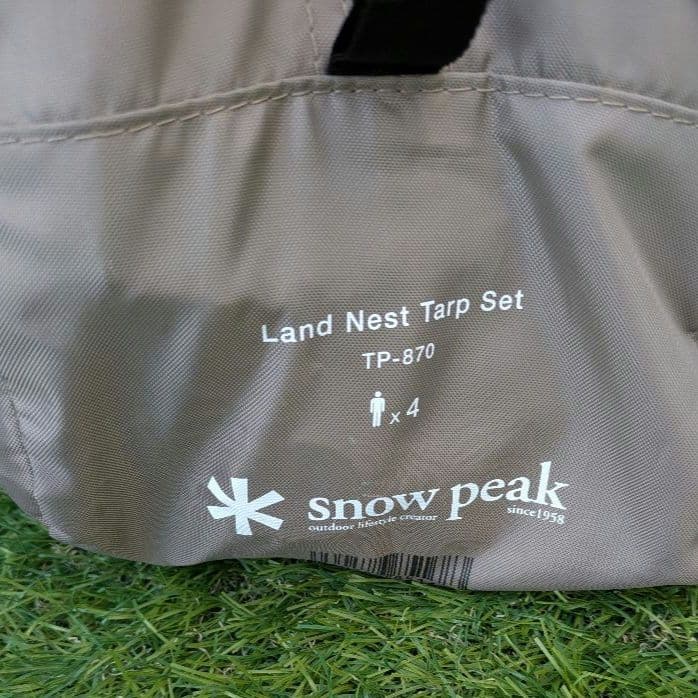 Land Nest Tarp Set
TP-870
x 4
snow peak
outdoor lifestyle creator
since1958